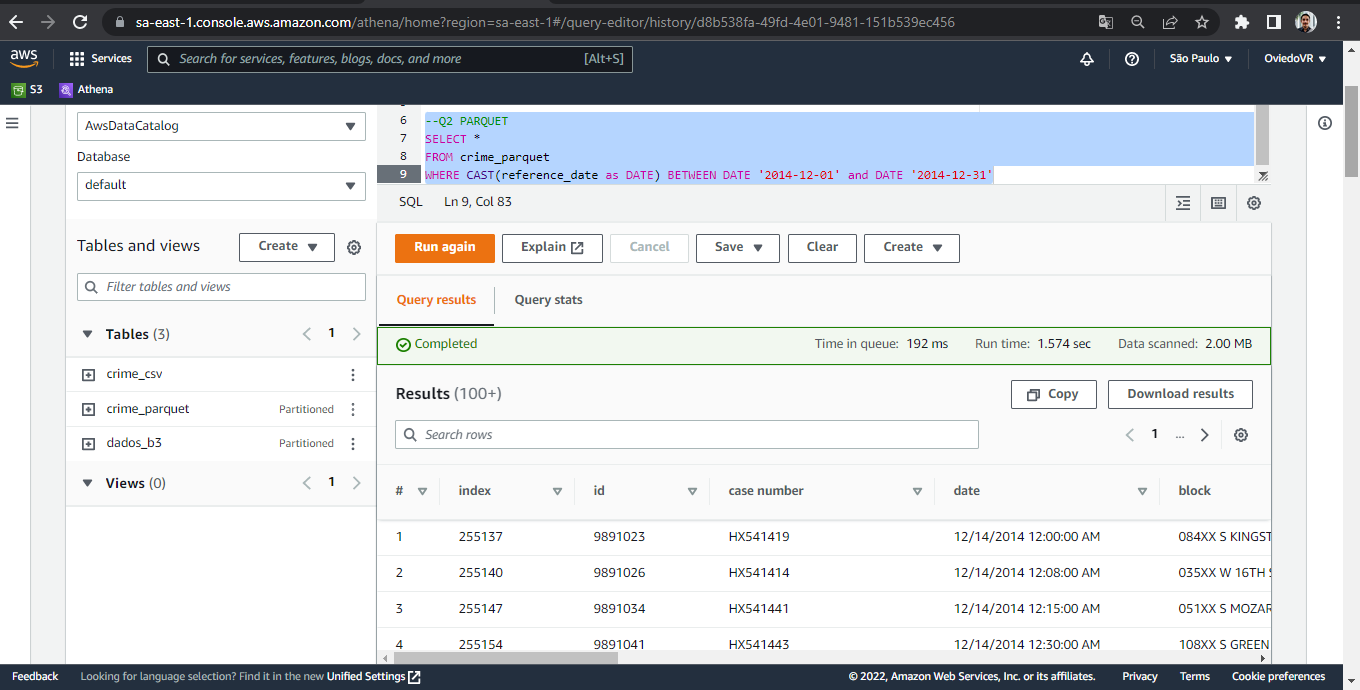 sa-east-1.console.aws.amazon.com/athena/home?region=sa-east-1#/query-editor/history/d8b538fa-49fd-4e01-9481-151b539ec456
aws
Services
Search for services, features, blogs, docs, and more
[Alt+S]
São Paulo
OviedoVR
S3
Athena
AwsDataCatalog
Database
default
Tables and views
Create
Filter tables and views
Tables (3)
1
crime_csv
crime_parquet Partitioned
dados_b3 Partitioned
Views (0)
1
6 --Q2 PARQUET
7 SELECT *
8 FROM crime_parquet
9 WHERE CAST(reference_date as DATE) BETWEEN DATE '2014-12-01' and DATE '2014-12-31'
SQL Ln 9, Col 83
Run again Explain Cancel Save Clear Create
Query results Query stats
Completed Time in queue: 192 ms Run time: 1.574 sec Data scanned: 2.00 MB
Results (100+) Copy Download results
Search rows 1 ...
# index id case number date block
1 255137 9891023 HX541419 12/14/2014 12:00:00 AM 084XX S KINGST
2 255140 9891026 HX541414 12/14/2014 12:08:00 AM 035XX W 16TH
3 255147 9891034 HX541441 12/14/2014 12:15:00 AM 051XX S MOZAR
4 255154 9891041 HX541443 12/14/2014 12:30:00 AM 108XX S GREEN
Feedback Looking for language selection? Find it in the new Unified Settings © 2022, Amazon Web Services, Inc. or its affiliates. Privacy Terms Cookie preferences